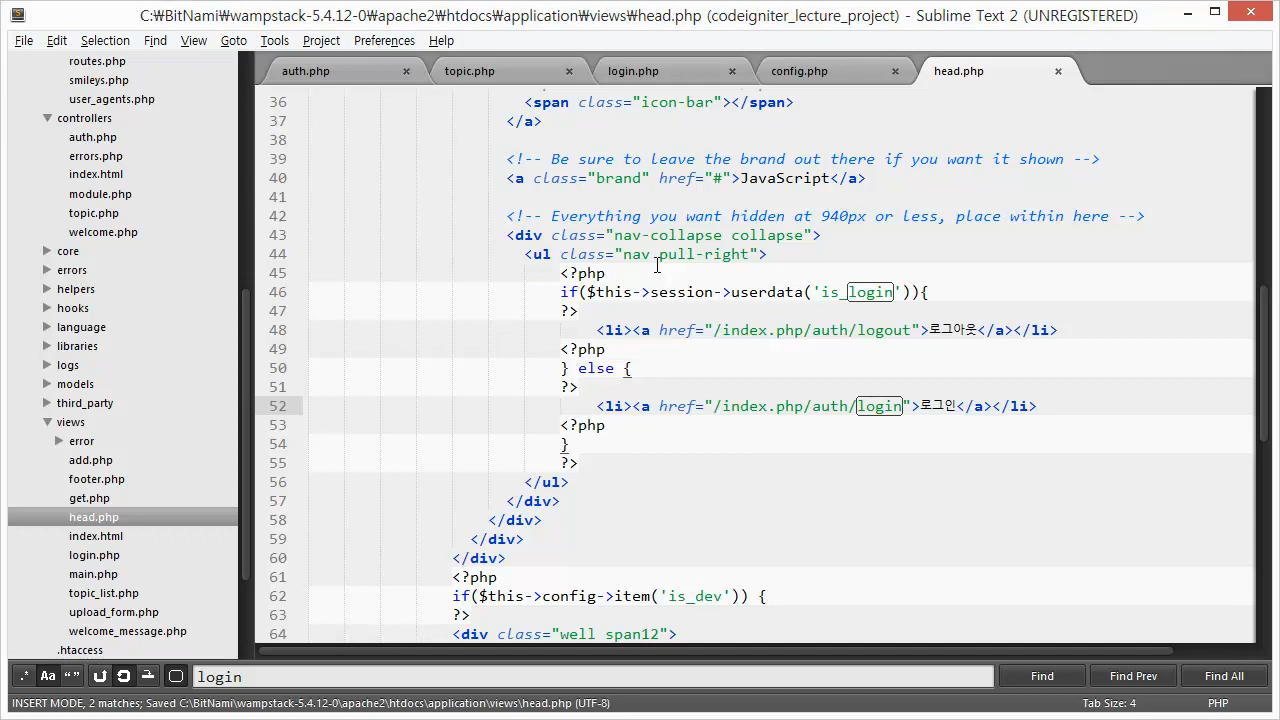 C:₩BitNami₩wampstack-5.4.12-0₩apache2₩htdocs₩application₩views₩head.php (codeigniter_lecture_project) - Sublime Text 2 (UNREGISTERED)
File Edit Selection Find View Goto Tools Project Preferences Help
routes.php
smileys.php
user_agents.php
controllers
auth.php
errors.php
index.html
module.php
topic.php
welcome.php
core
errors
helpers
hooks
language
libraries
logs
models
third_party
views
error
add.php
footer.php
get.php
head.php
index.html
login.php
main.php
topic_list.php
upload_form.php
welcome_message.php
.htaccess
auth.php × topic.php × login.php × config.php × head.php ×
36 <span class="icon-bar"></span>
37 </a>
38
39 <!-- Be sure to leave the brand out there if you want it shown -->
40 <a class="brand" href="#">JavaScript</a>
41
42 <!-- Everything you want hidden at 940px or less, place within here -->
43 <div class="nav-collapse collapse">
44 <ul class="nav pull-right">
45 <?php
46 if($this->session->userdata('is_login')){
47 ?>
48 <li><a href="/index.php/auth/logout">로그아웃</a></li>
49 <?php
50 } else {
51 ?>
52 <li><a href="/index.php/auth/login">로그인</a></li>
53 <?php
54 }
55 ?>
56 </ul>
57 </div>
58 </div>
59 </div>
60 </div>
61 <?php
62 if($this->config->item('is_dev')) {
63 ?>
64 <div class="well span12">
.* Aa “ ” login Find Find Prev Find All
INSERT MODE, 2 matches; Saved C:₩BitNami₩wampstack-5.4.12-0₩apache2₩htdocs₩application₩views₩head.php (UTF-8) Tab Size: 4 PHP